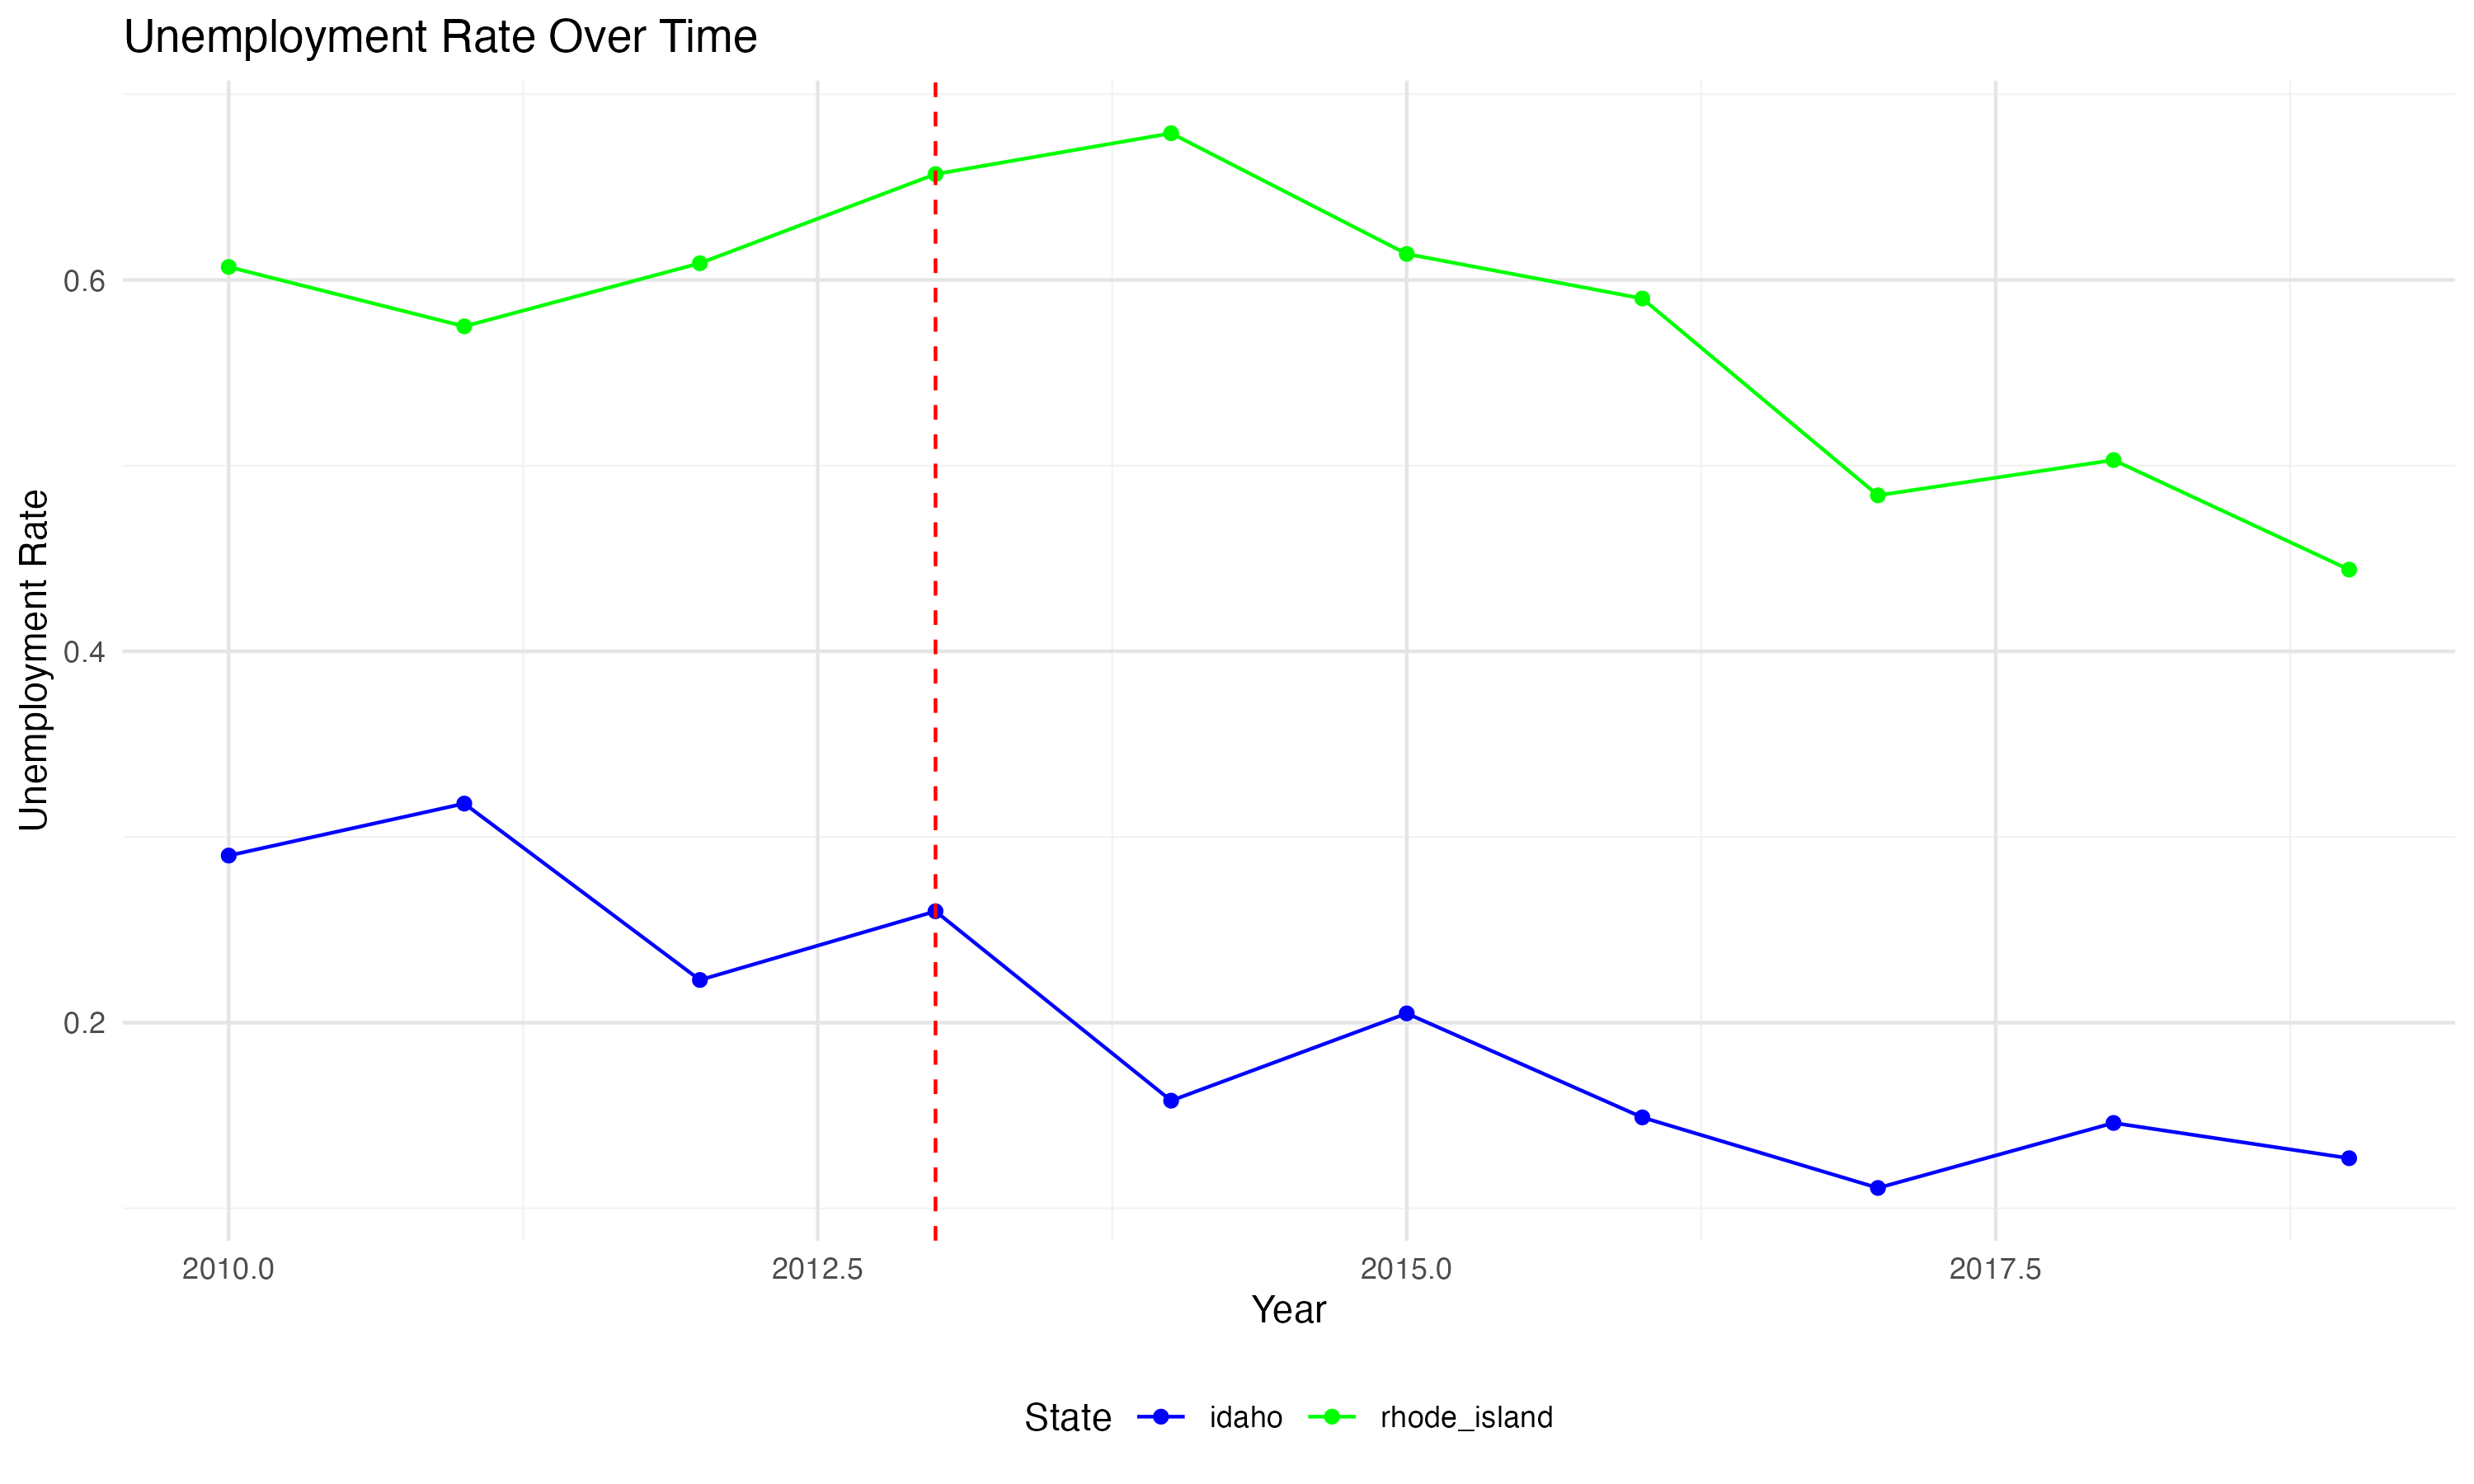 Unemployment Rate Over Time
Unemployment Rate
0.6
0.4
0.2
2010.0 2012.5 2015.0 2017.5
Year
State idaho rhode_island